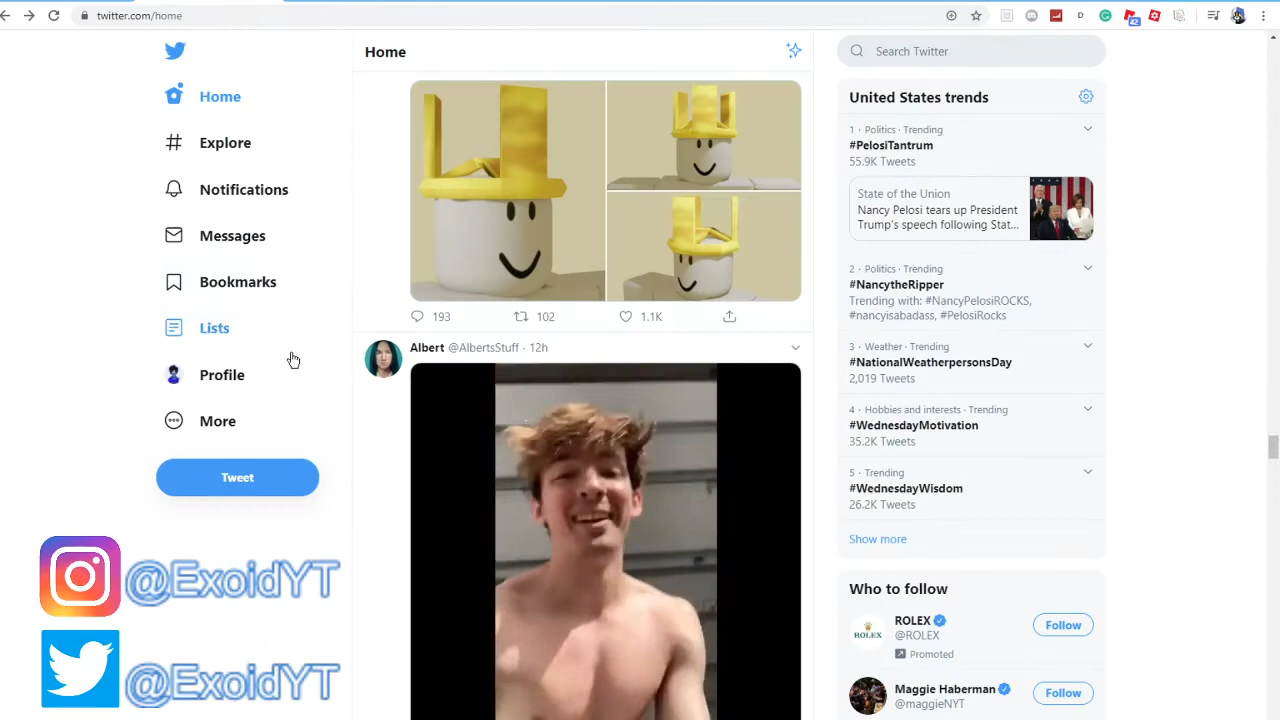 twitter.com/home
42
Home
Explore
Notifications
Messages
Bookmarks
Lists
Profile
More
Tweet
@ExoidYT
@ExoidYT
Home
193
102
1.1K
Albert @AlbertsStuff · 12h
Search Twitter
United States trends
1 · Politics · Trending
#PelosiTantrum
55.9K Tweets
State of the Union
Nancy Pelosi tears up President
Trump's speech following Stat...
2 · Politics · Trending
#NancytheRipper
Trending with: #NancyPelosiROCKS,
#nancyisabadass, #PelosiRocks
3 · Weather · Trending
#NationalWeatherpersonsDay
2,019 Tweets
4 · Hobbies and interests · Trending
#WednesdayMotivation
35.2K Tweets
5 · Trending
#WednesdayWisdom
26.2K Tweets
Show more
Who to follow
ROLEX
ROLEX
@ROLEX
Follow
Promoted
Maggie Haberman
@maggieNYT
Follow